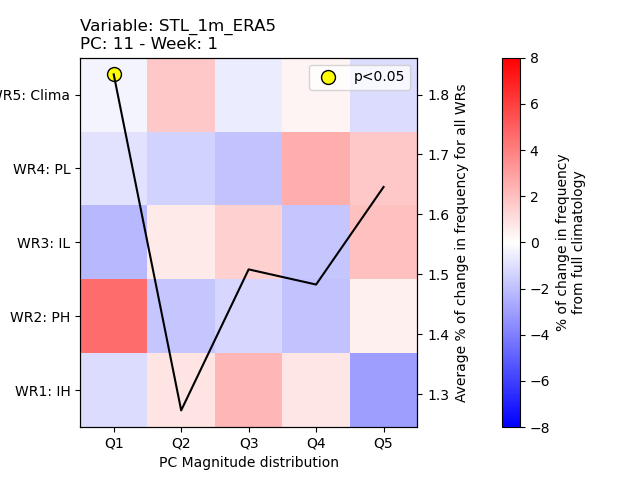 Variable: STL_1m_ERA5
PC: 11 - Week: 1
p<0.05
WR5: Clima
WR4: PL
WR3: IL
WR2: PH
WR1: IH
Q1 Q2 Q3 Q4 Q5
PC Magnitude distribution
1.8
1.7
1.6
1.5
1.4
1.3
Average % of change in frequency for all WRs
8
6
4
2
0
−2
−4
−6
−8
% of change in frequency
from full climatology